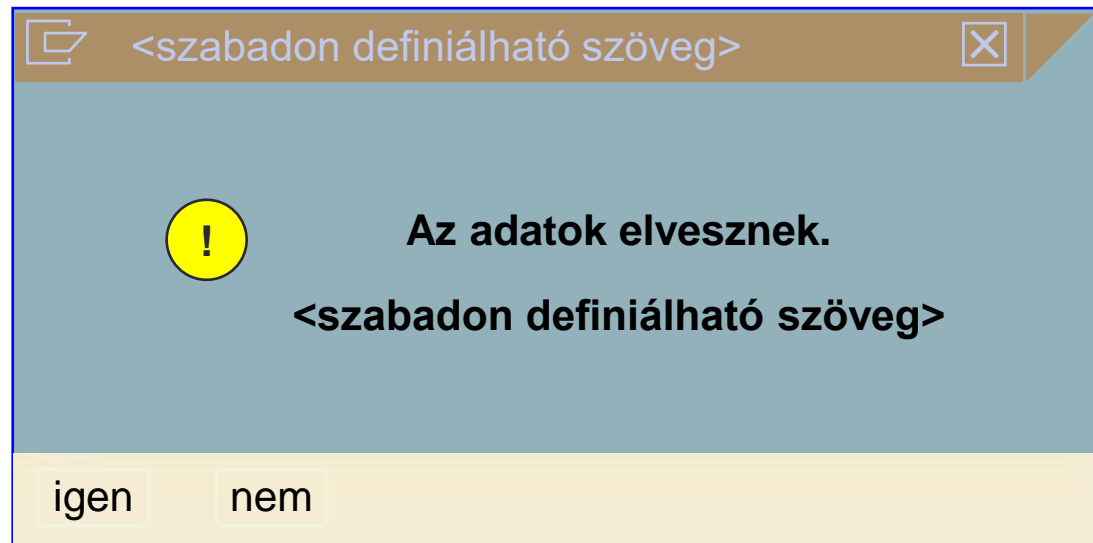 <szabadon definiálható szöveg>
!
Az adatok elvesznek.
<szabadon definiálható szöveg>
igen nem